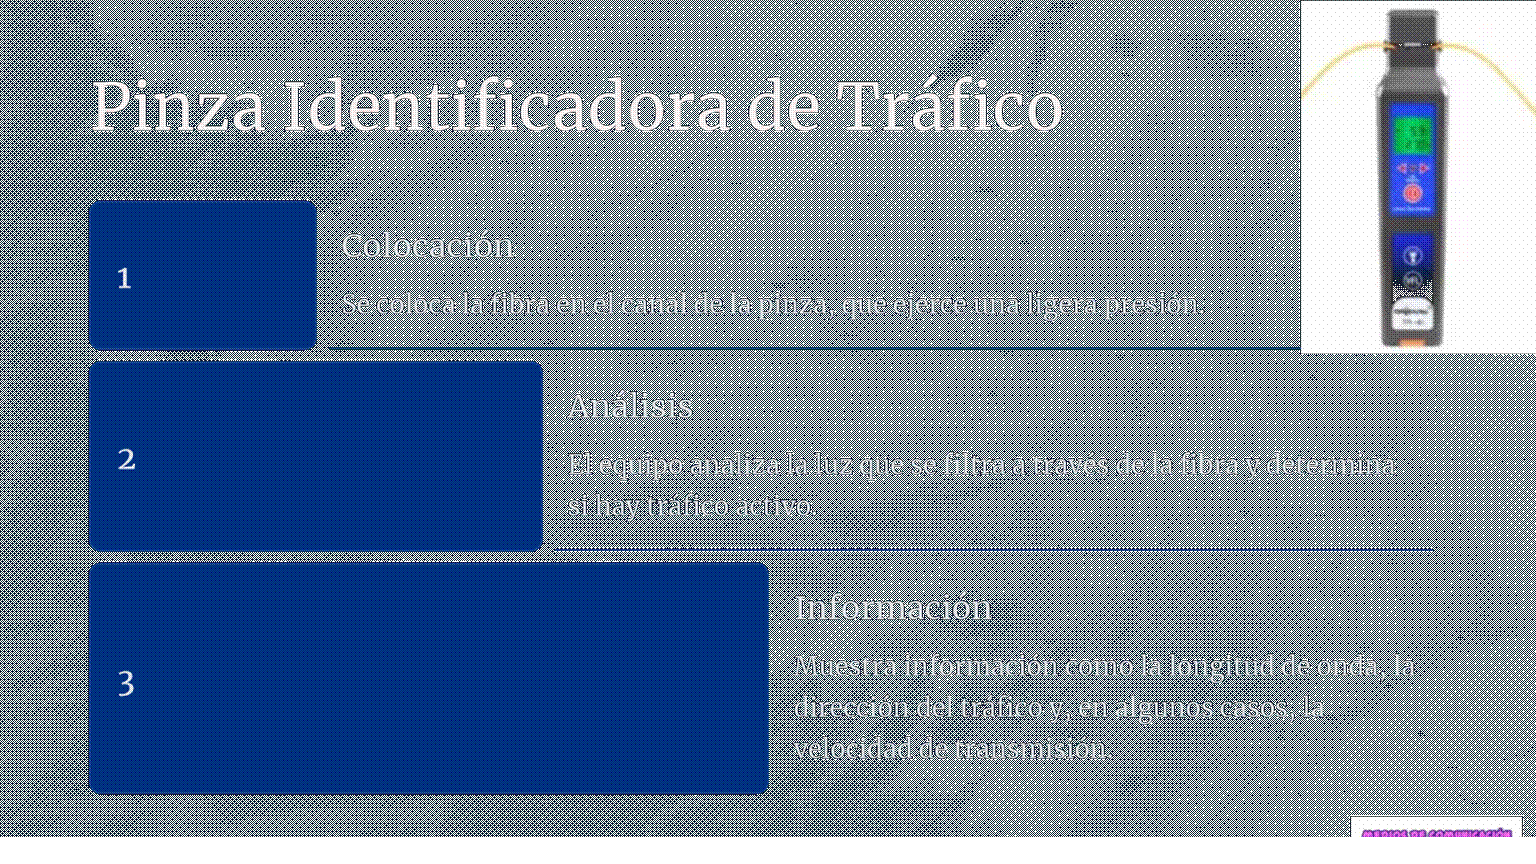 Pinza Identificadora de Tráfico
1
Colocación
Se coloca la fibra en el canal de la pinza, que ejerce una ligera presión.
2
Análisis
El equipo analiza la luz que se filtra a través de la fibra y determina
si hay tráfico activo.
3
Información
Muestra información como la longitud de onda, la
dirección del tráfico y, en algunos casos, la
velocidad de transmisión.
MEDIOS DE COMUNICACIÓN